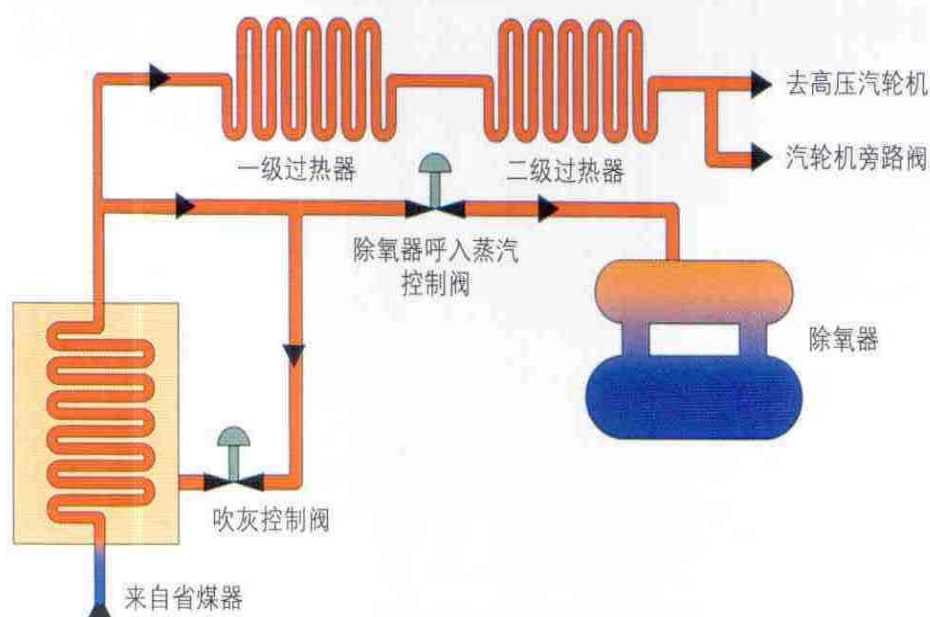 去高压汽轮机
汽轮机旁路阀
一级过热器
二级过热器
除氧器呼入蒸汽
控制阀
除氧器
吹灰控制阀
来自省煤器